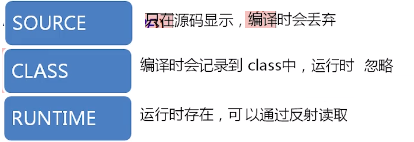 SOURCE
只在源码显示，编译时会丢弃
CLASS
编译时会记录到 class中，运行时 忽略
RUNTIME
运行时存在，可以通过反射读取